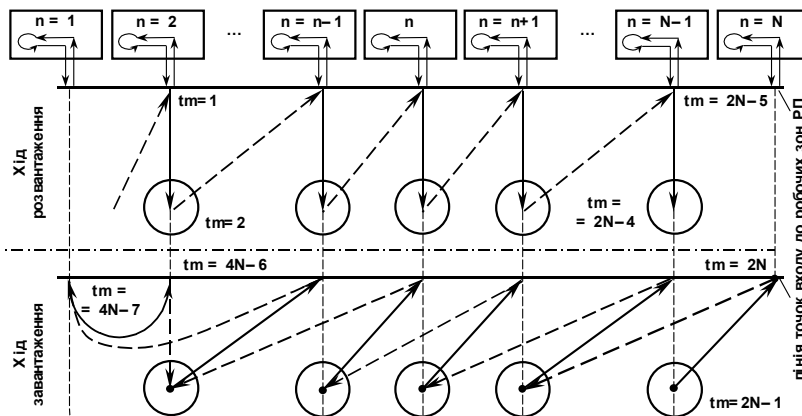 n = 1
n = 2
...
n = n–1
n
n = n+1
...
n = N–1
n = N
tm= 1
tm = 2N–5
Хід
розвантаження
tm=2
tm =
= 2N–4
tm = 4N–6
tm = 2N
tm =
= 4N–7
Хід
завантаження
tm=2N–1
Лінія точок входу до робочих зон РП